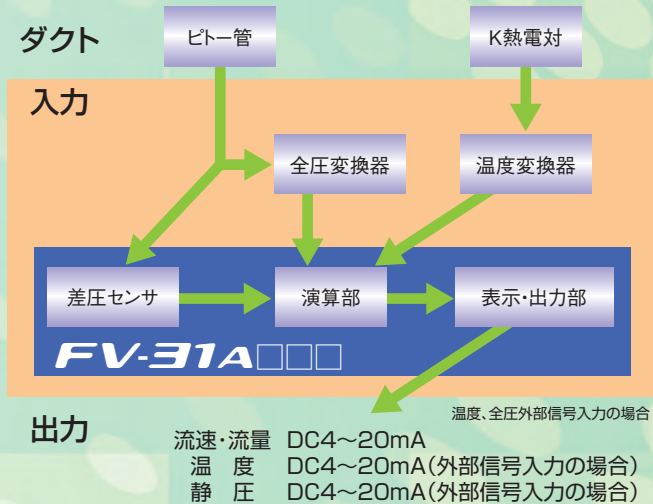 ダクト
ピトー管
K熱電対
入力
全圧変換器
温度変換器
差圧センサ
演算部
表示・出力部
FV-31A□□□
温度、全圧外部信号入力の場合
出力
流速・流量 DC4～20mA
温 度 DC4～20mA(外部信号入力の場合)
静 圧 DC4～20mA(外部信号入力の場合)